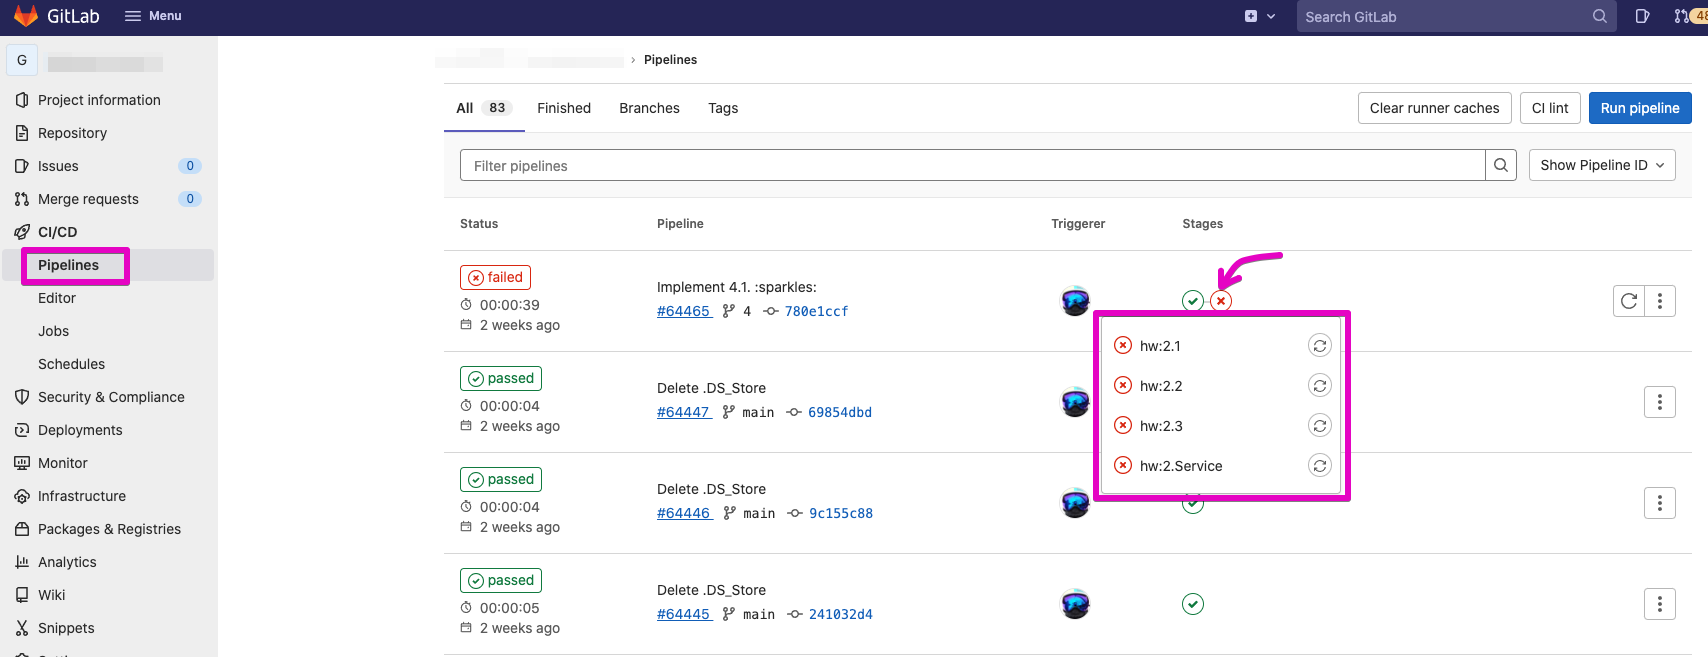 GitLab
Menu
Search GitLab
G
Project information
Repository
Issues 0
Merge requests 0
CI/CD
Pipelines
Editor
Jobs
Schedules
Security & Compliance
Deployments
Monitor
Infrastructure
Packages & Registries
Analytics
Wiki
Snippets
› Pipelines
All 83 Finished Branches Tags
Clear runner caches CI lint Run pipeline
Filter pipelines Show Pipeline ID
Status Pipeline Triggerer Stages
failed
00:00:39
2 weeks ago
Implement 4.1. :sparkles:
#64465 4 780e1ccf
hw:2.1
hw:2.2
hw:2.3
hw:2.Service
passed
00:00:04
2 weeks ago
Delete .DS_Store
#64447 main 69854dbd
passed
00:00:04
2 weeks ago
Delete .DS_Store
#64446 main 9c155c88
passed
00:00:05
2 weeks ago
Delete .DS_Store
#64445 main 241032d4